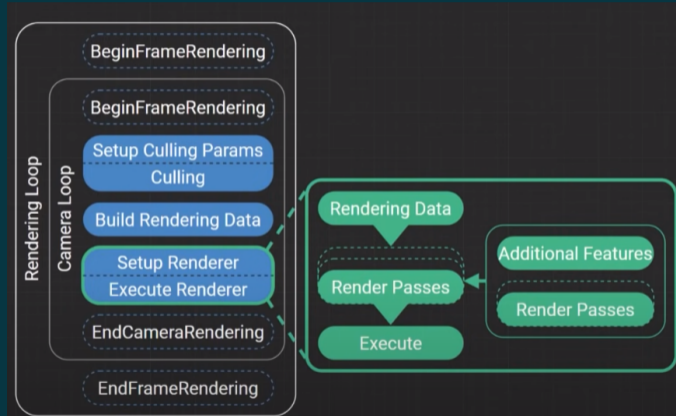 Rendering Loop
BeginFrameRendering
Camera Loop
BeginFrameRendering
Setup Culling Params
Culling
Build Rendering Data
Setup Renderer
Execute Renderer
EndCameraRendering
EndFrameRendering
Rendering Data
Render Passes
Execute
Additional Features
Render Passes